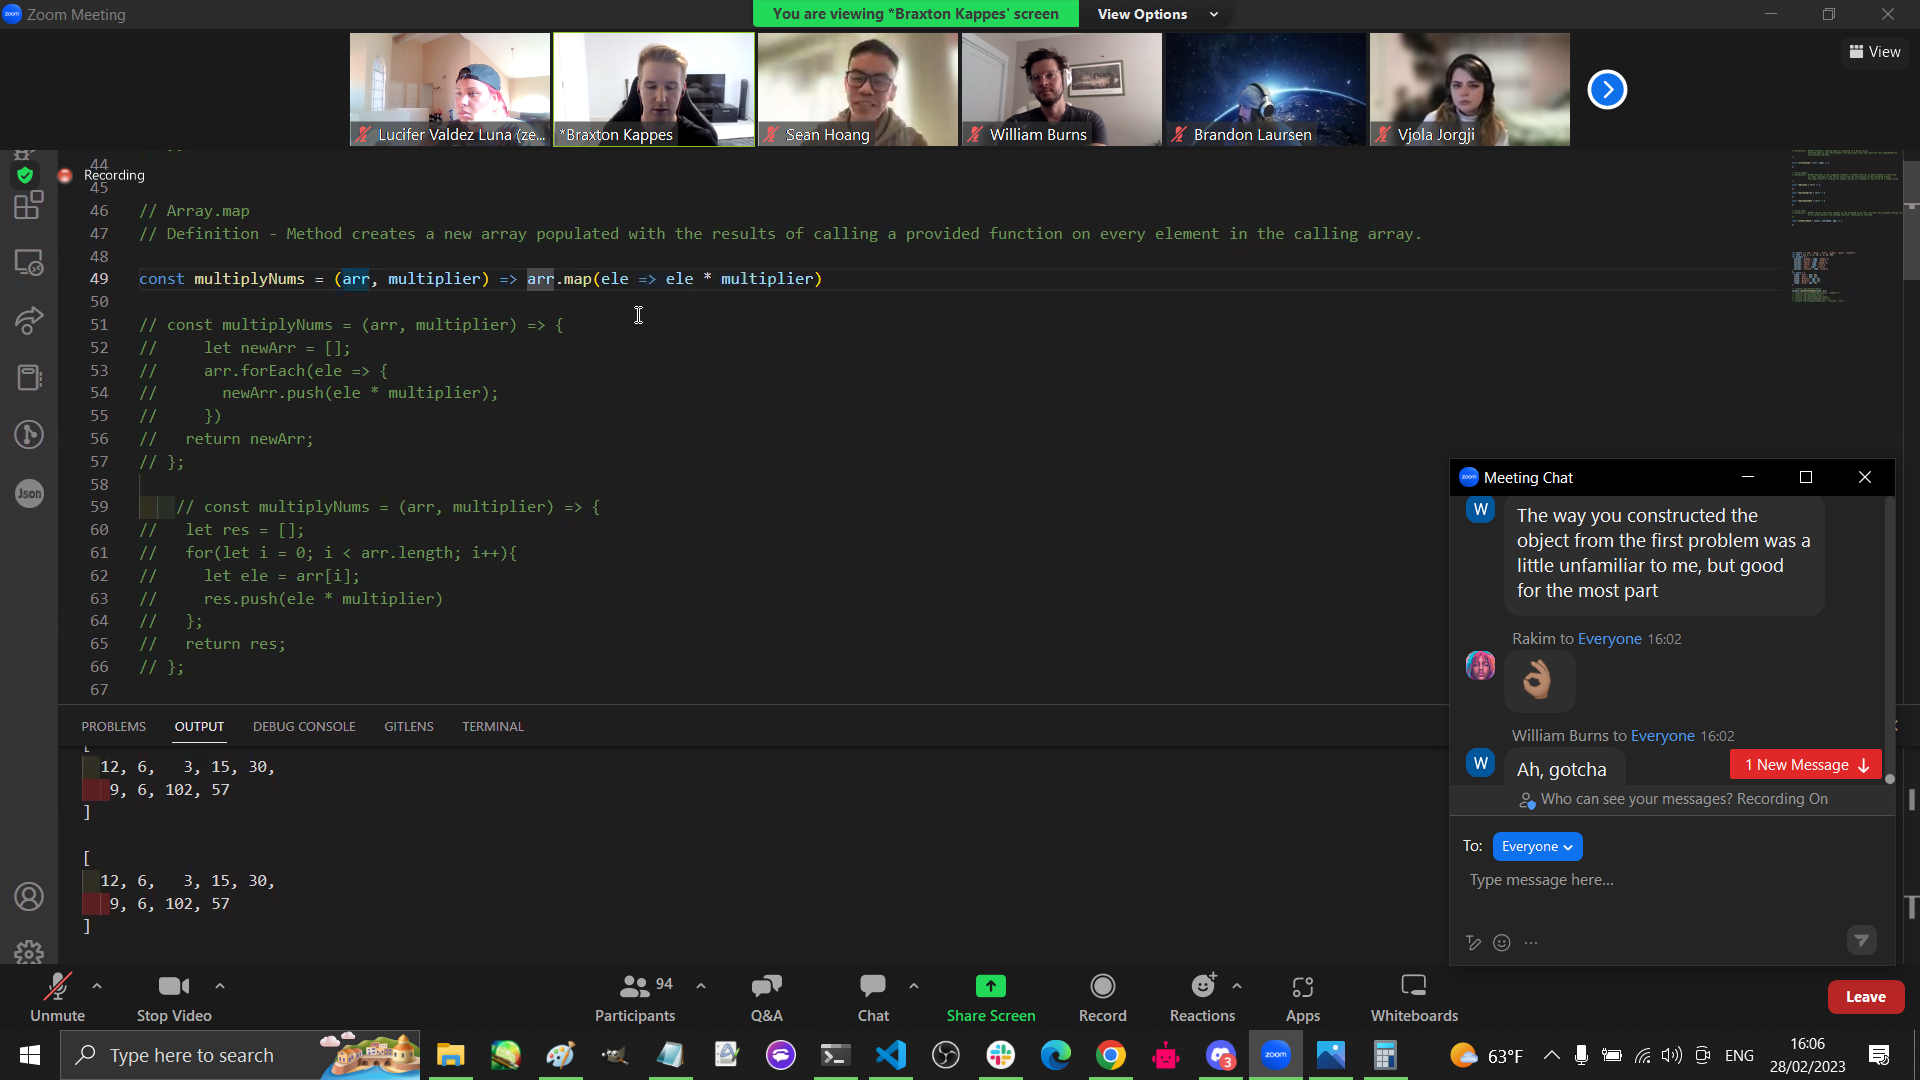 zoom Zoom Meeting
You are viewing *Braxton Kappes' screen
View Options
View
Lucifer Valdez Luna (ze...
*Braxton Kappes
Sean Hoang
William Burns
Brandon Laursen
Vjola Jorgji
Recording
44
45
46 // Array.map
47 // Definition - Method creates a new array populated with the results of calling a provided function on every element in the calling array.
48
49 const multiplyNums = (arr, multiplier) => arr.map(ele => ele * multiplier)
50
51 // const multiplyNums = (arr, multiplier) => {
52 //     let newArr = [];
53 //     arr.forEach(ele => {
54 //       newArr.push(ele * multiplier);
55 //     })
56 //   return newArr;
57 // };
58
59     // const multiplyNums = (arr, multiplier) => {
60 //   let res = [];
61 //   for(let i = 0; i < arr.length; i++){
62 //     let ele = arr[i];
63 //     res.push(ele * multiplier)
64 //   };
65 //   return res;
66 // };
67
Json
PROBLEMS OUTPUT DEBUG CONSOLE GITLENS TERMINAL
[
  12, 6,   3, 15, 30,
   9, 6, 102, 57
]
[
  12, 6,   3, 15, 30,
   9, 6, 102, 57
]
zoom Meeting Chat
W
The way you constructed the
object from the first problem was a
little unfamiliar to me, but good
for the most part
Rakim to Everyone 16:02
William Burns to Everyone 16:02
W
Ah, gotcha
1 New Message
Who can see your messages? Recording On
To: Everyone
Type message here...
Unmute
Stop Video
94
Participants
Q&A
Chat
Share Screen
Record
Reactions
Apps
Whiteboards
Leave
Type here to search
3
zoom
63°F
ENG
16:06
28/02/2023